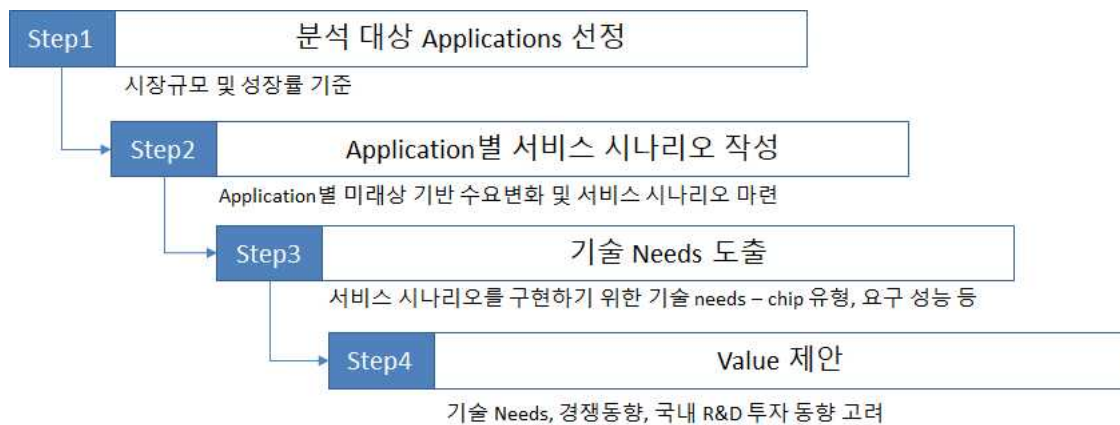 Step1 분석 대상 Applications 선정
시장규모 및 성장률 기준
Step2 Application별 서비스 시나리오 작성
Application별 미래상 기반 수요변화 및 서비스 시나리오 마련
Step3 기술 Needs 도출
서비스 시나리오를 구현하기 위한 기술 needs – chip 유형, 요구 성능 등
Step4 Value 제안
기술 Needs, 경쟁동향, 국내 R&D 투자 동향 고려